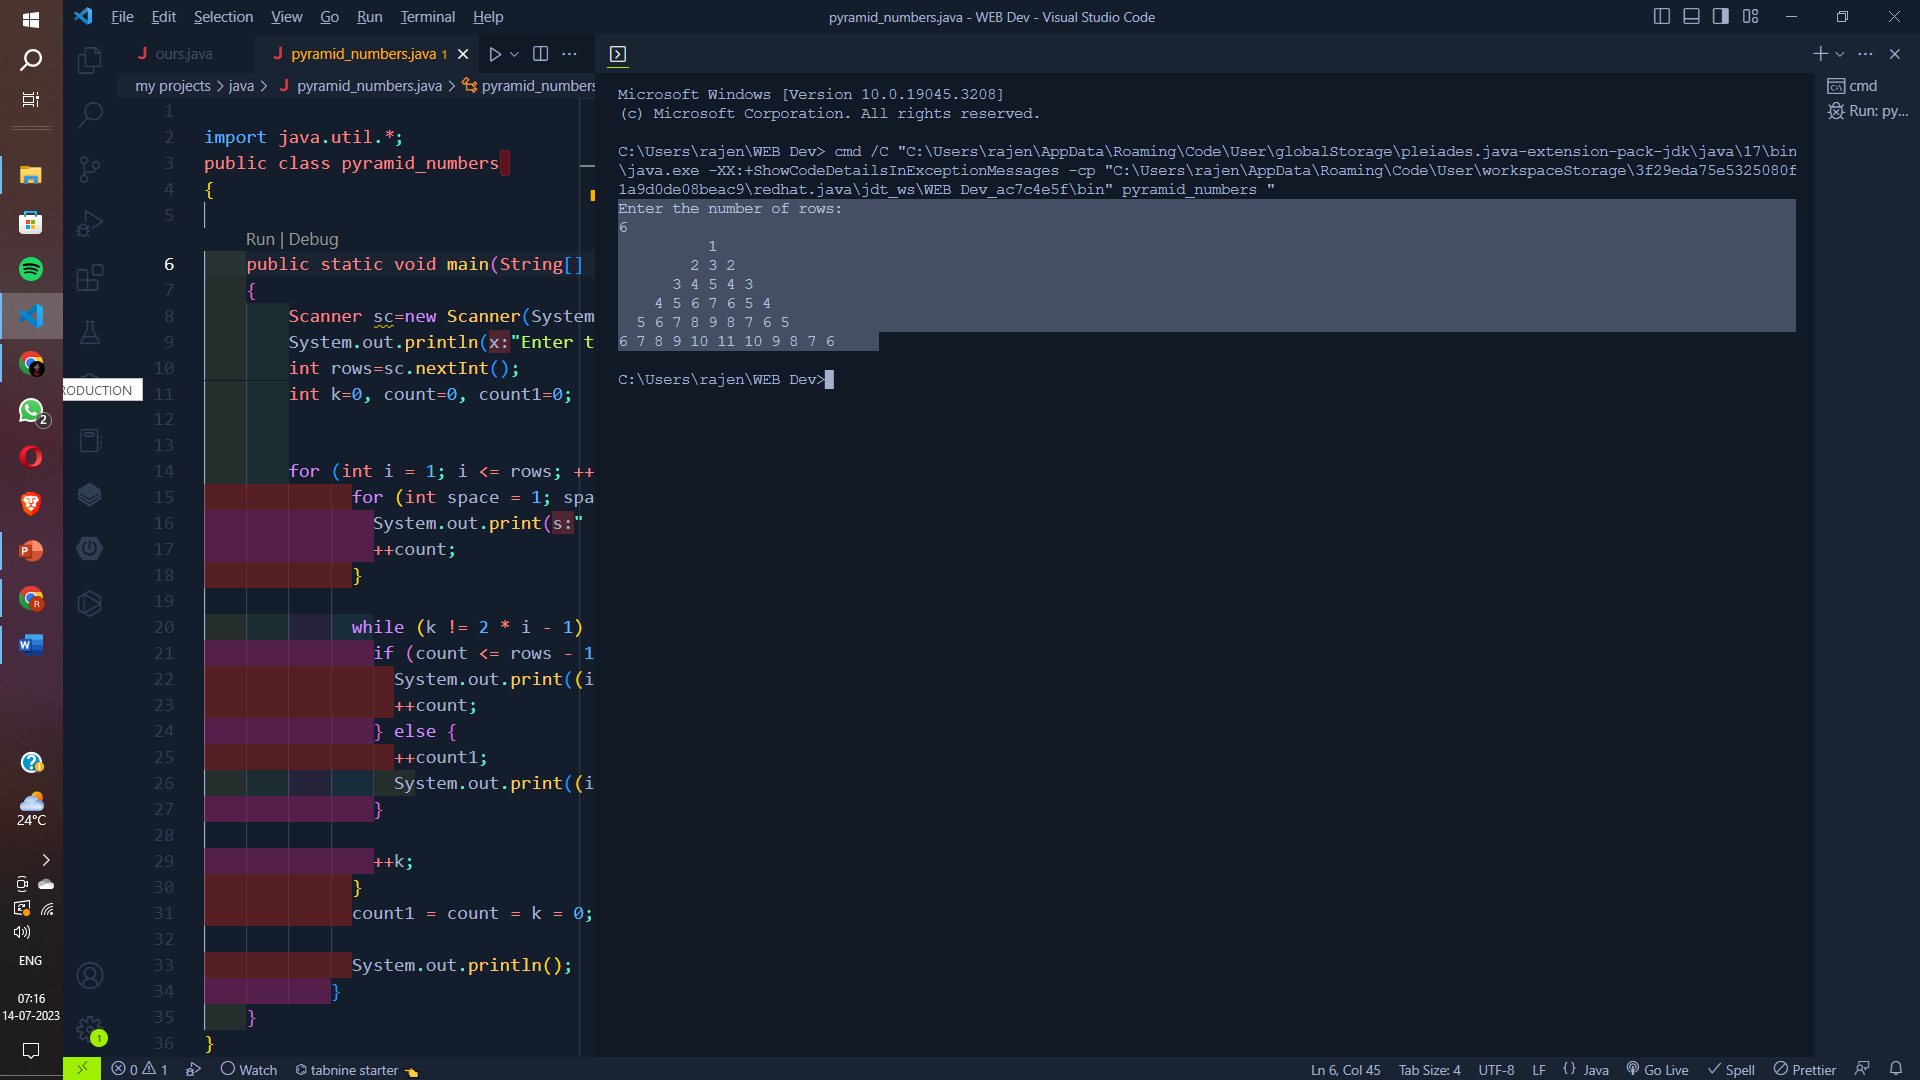 File Edit Selection View Go Run Terminal Help
pyramid_numbers.java - WEB Dev - Visual Studio Code
ours.java
pyramid_numbers.java 1
my projects > java > pyramid_numbers.java > pyramid_numbers
1
2 import java.util.*;
3 public class pyramid_numbers
4 {
5
Run | Debug
6 public static void main(String[]
7 {
8 Scanner sc=new Scanner(System
9 System.out.println(x:"Enter t
10 int rows=sc.nextInt();
11 int k=0, count=0, count1=0;
12
13
14 for (int i = 1; i <= rows; ++
15 for (int space = 1; spa
16 System.out.print(s:"
17 ++count;
18 }
19
20 while (k != 2 * i - 1)
21 if (count <= rows - 1
22 System.out.print((i
23 ++count;
24 } else {
25 ++count1;
26 System.out.print((i
27 }
28
29 ++k;
30 }
31 count1 = count = k = 0;
32
33 System.out.println();
34 }
35 }
36 }
RODUCTION
Microsoft Windows [Version 10.0.19045.3208]
(c) Microsoft Corporation. All rights reserved.
C:\Users\rajen\WEB Dev> cmd /C "C:\Users\rajen\AppData\Roaming\Code\User\globalStorage\pleiades.java-extension-pack-jdk\java\17\bin
\java.exe -XX:+ShowCodeDetailsInExceptionMessages -cp "C:\Users\rajen\AppData\Roaming\Code\User\workspaceStorage\3f29eda75e5325080f
1a9d0de08beac9\redhat.java\jdt_ws\WEB Dev_ac7c4e5f\bin" pyramid_numbers "
Enter the number of rows:
6
1
2 3 2
3 4 5 4 3
4 5 6 7 6 5 4
5 6 7 8 9 8 7 6 5
6 7 8 9 10 11 10 9 8 7 6
C:\Users\rajen\WEB Dev>
cmd
Run: py...
2
24°C
ENG
07:16
14-07-2023
1
0 1 Watch tabnine starter
Ln 6, Col 45 Tab Size: 4 UTF-8 LF {} Java Go Live Spell Prettier